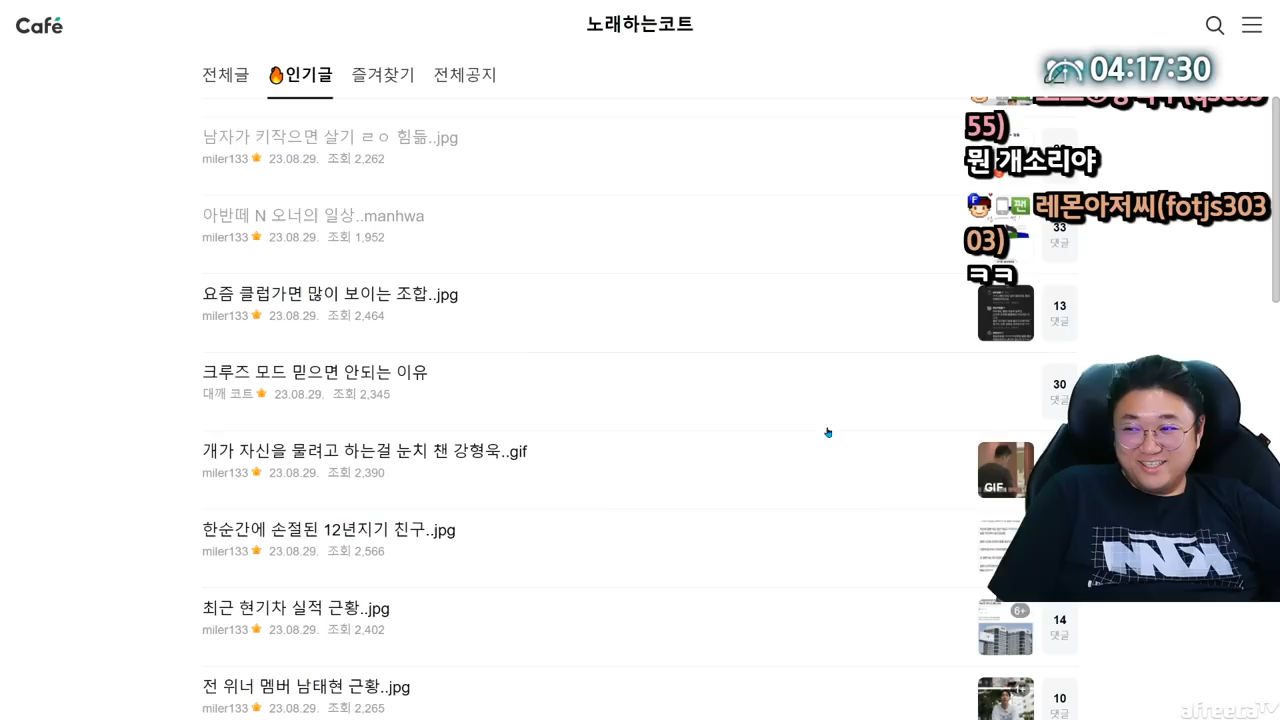 Café
노래하는코트
04:17:30
전체글
🔥인기글
즐겨찾기
전체공지
55)
뭔 개소리야
레몬아저씨(fotjs303
03)
ㅋㅋ
남자가 키작으면 살기 ㄹㅇ 힘듦..jpg
miler133 23.08.29. 조회 2,262
아반떼 N 오너의 일상..manhwa
miler133 23.08.29. 조회 1,952
33
댓글
요즘 클럽가면 많이 보이는 조합..jpg
miler133 23.08.29. 조회 2,464
13
댓글
크루즈 모드 믿으면 안되는 이유
대깨 코트 23.08.29. 조회 2,345
30
댓글
개가 자신을 물려고 하는걸 눈치 챈 강형욱..gif
miler133 23.08.29. 조회 2,390
GIF
한순간에 손절된 12년지기 친구..jpg
miler133 23.08.29.
최근 현기차 실적 근황..jpg
miler133 23.08.29. 조회 2,402
6+
14
댓글
전 위너 멤버 남태현 근황..jpg
miler133 23.08.29. 조회 2,265
10
댓글
afreecaTV